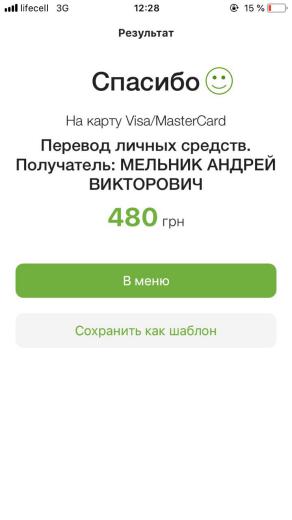 lifecell 3G 12:28 15 %
Результат
Спасибо
На карту Visa/MasterCard
Перевод личных средств.
Получатель: МЕЛЬНИК АНДРЕЙ
ВИКТОРОВИЧ
480 грн
В меню
Сохранить как шаблон